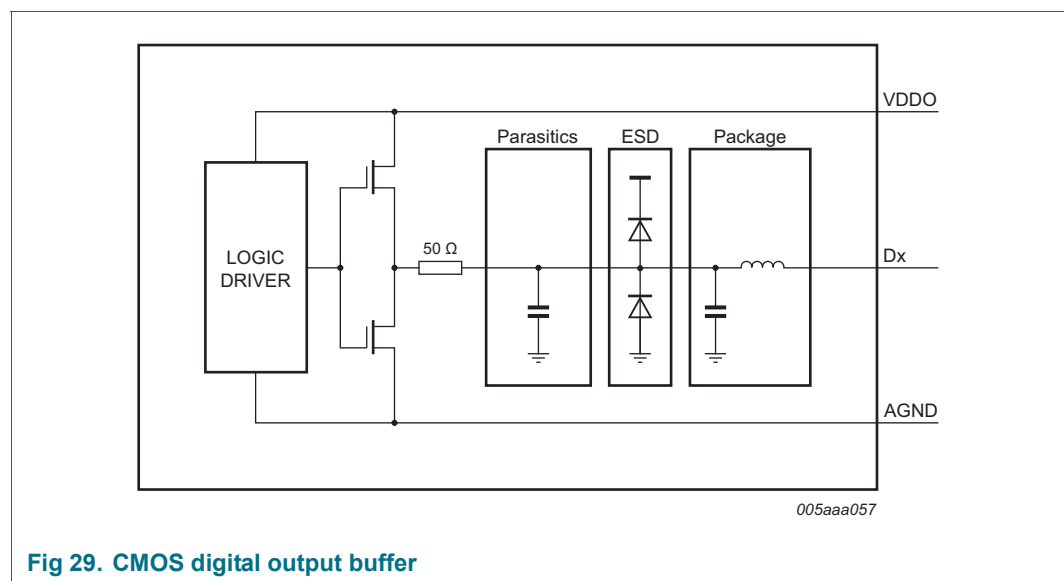 VDDO
Parasitics
ESD
Package
LOGIC
DRIVER
50 Ω
Dx
AGND
005aaa057
Fig 29. CMOS digital output buffer